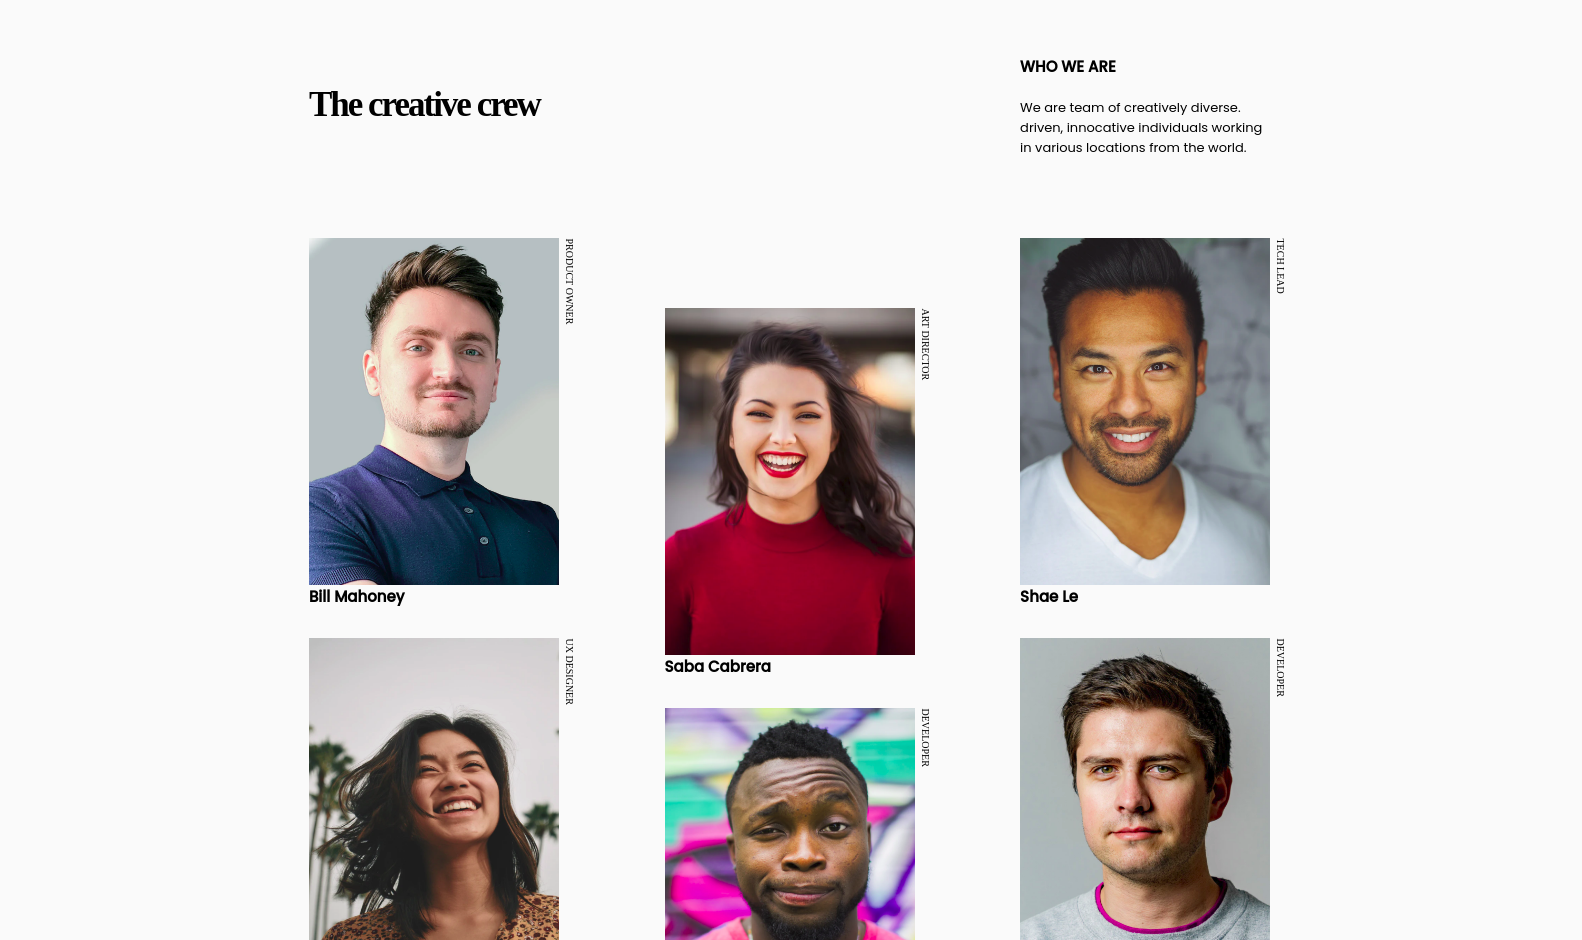 The creative crew
WHO WE ARE
We are team of creatively diverse.
driven, innocative individuals working
in various locations from the world.
PRODUCT OWNER
Bill Mahoney
ART DIRECTOR
Saba Cabrera
TECH LEAD
Shae Le
UX DESIGNER
DEVELOPER
DEVELOPER